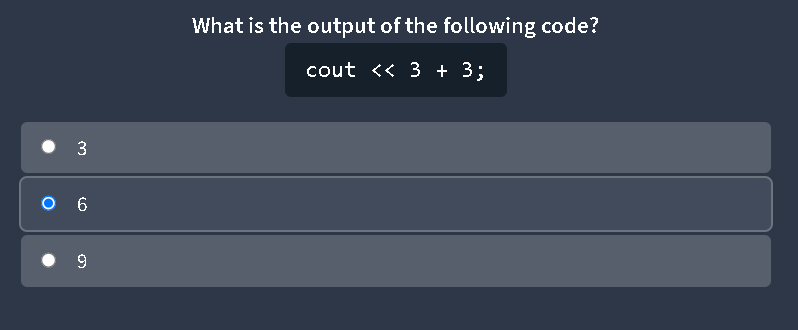 What is the output of the following code?
cout << 3 + 3;
3
6
9